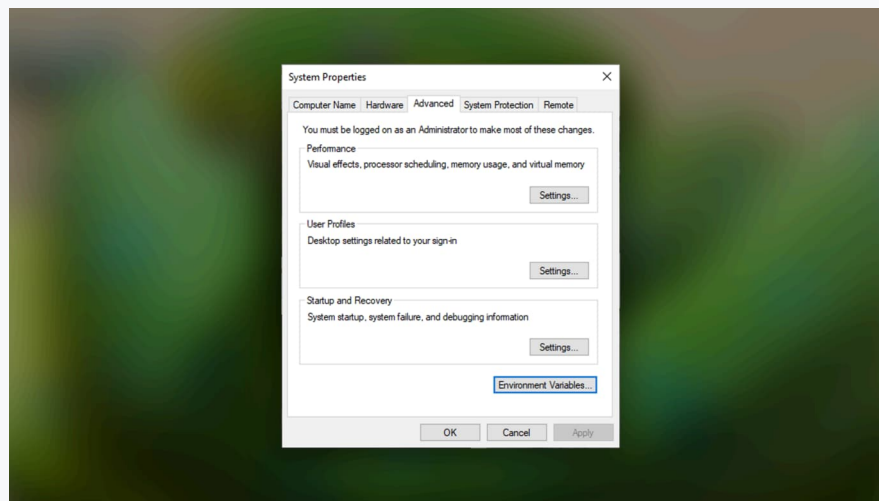 System Properties
Computer Name Hardware Advanced System Protection Remote
You must be logged on as an Administrator to make most of these changes.
Performance
Visual effects, processor scheduling, memory usage, and virtual memory
Settings...
User Profiles
Desktop settings related to your sign-in
Settings...
Startup and Recovery
System startup, system failure, and debugging information
Settings...
Environment Variables...
OK Cancel Apply